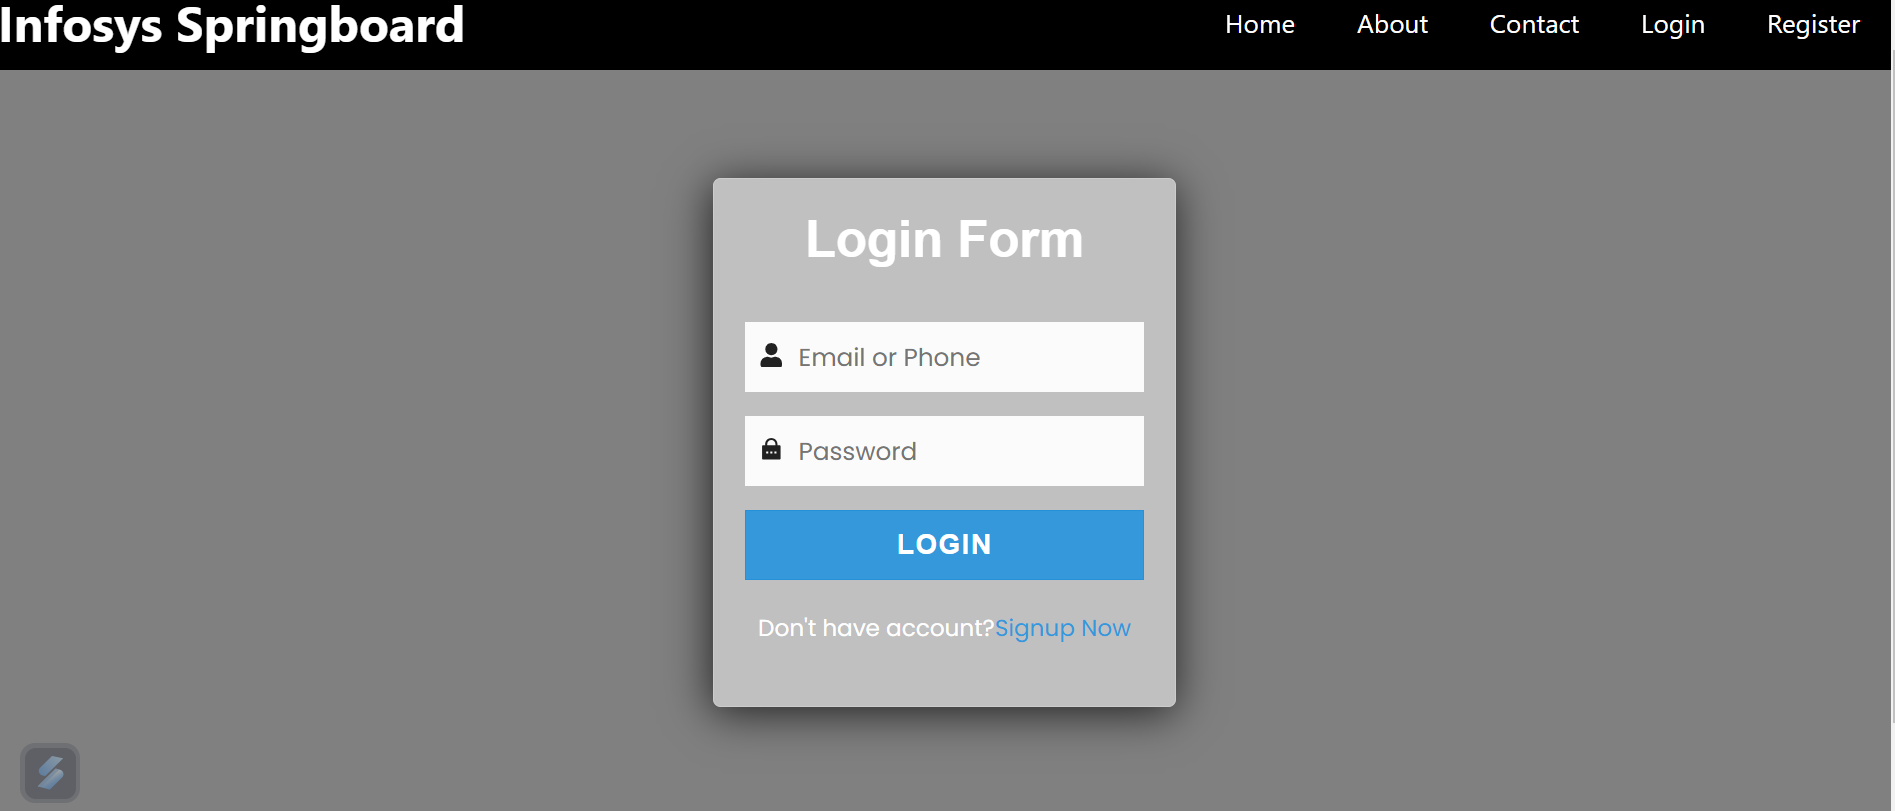 Infosys Springboard
Home About Contact Login Register
Login Form
Email or Phone
Password
LOGIN
Don't have account?Signup Now